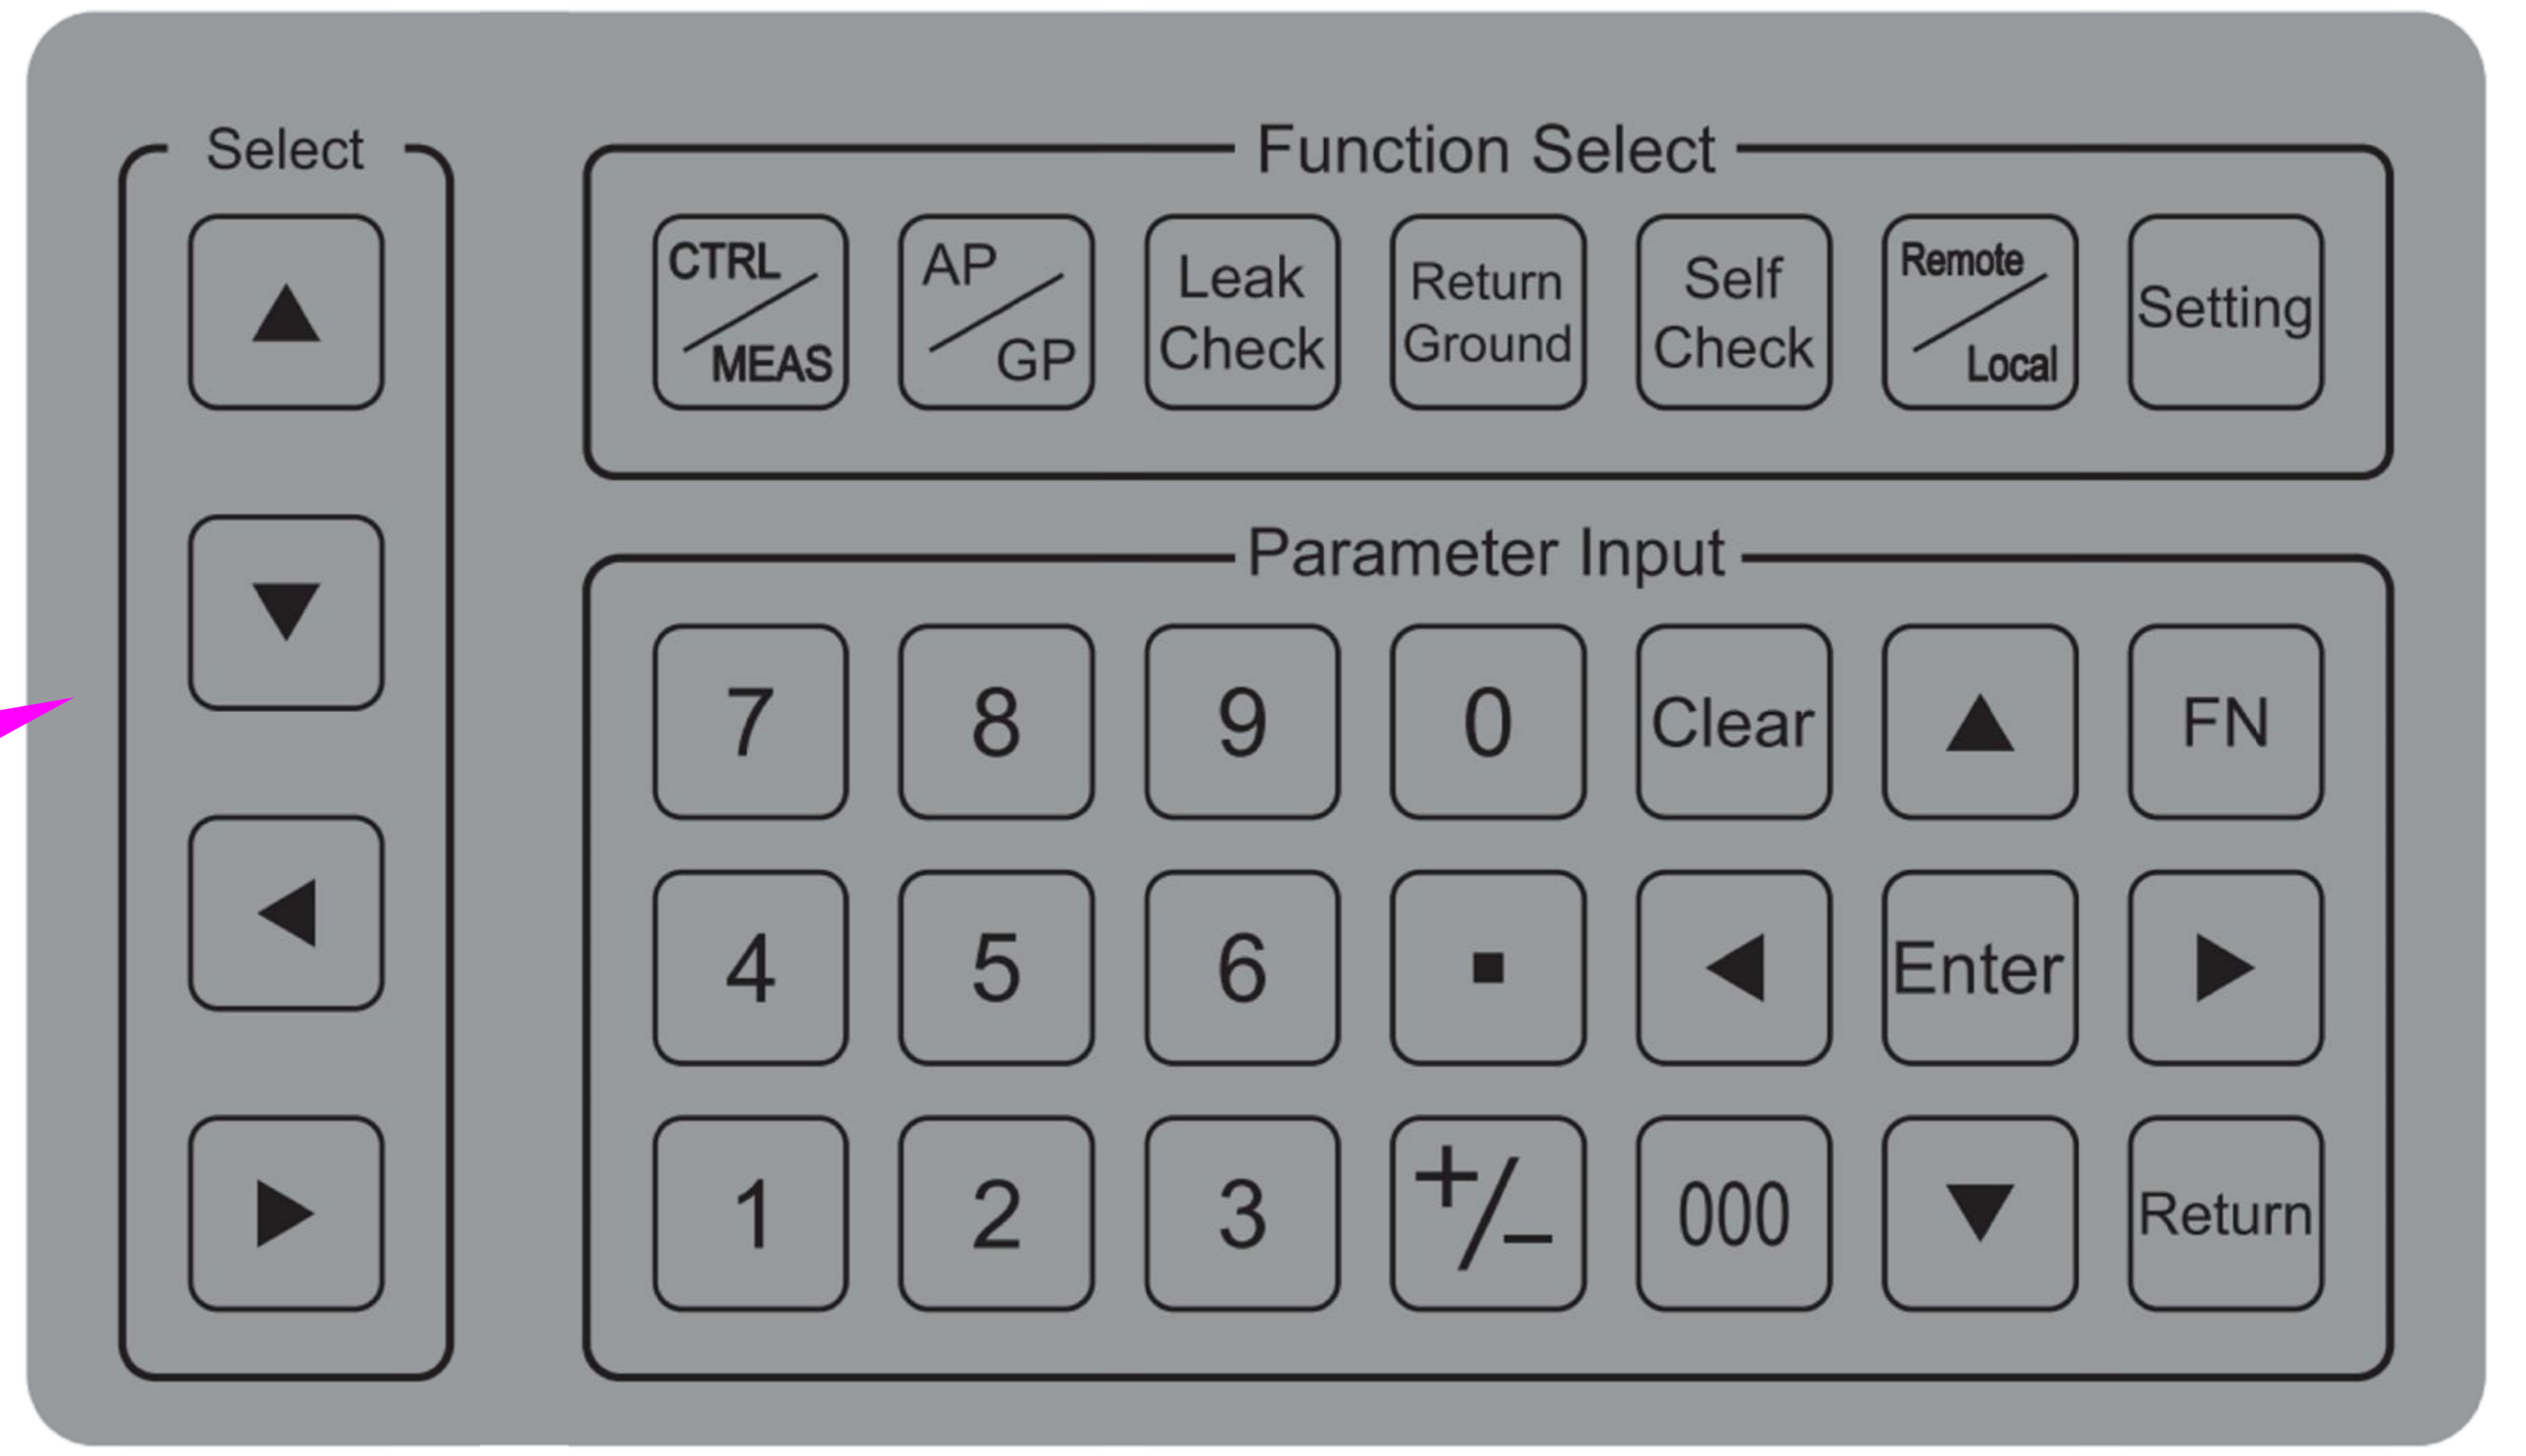 Select
Function Select
CTRL
MEAS
AP
GP
Leak
Check
Return
Ground
Self
Check
Remote
Local
Setting
Parameter Input
7 8 9 0 Clear FN
4 5 6 . Enter
1 2 3 +/- 000 Return